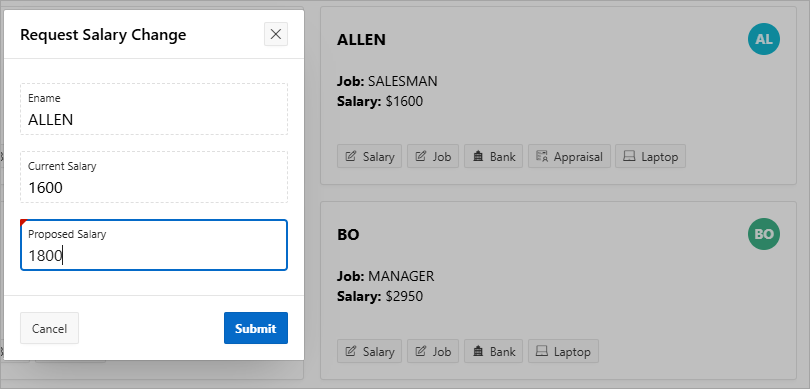 Request Salary Change
Ename
ALLEN
Current Salary
1600
Proposed Salary
1800
Cancel
Submit
ALLEN
AL
Job: SALESMAN
Salary: $1600
Salary
Job
Bank
Appraisal
Laptop
BO
BO
Job: MANAGER
Salary: $2950
Salary
Job
Bank
Laptop